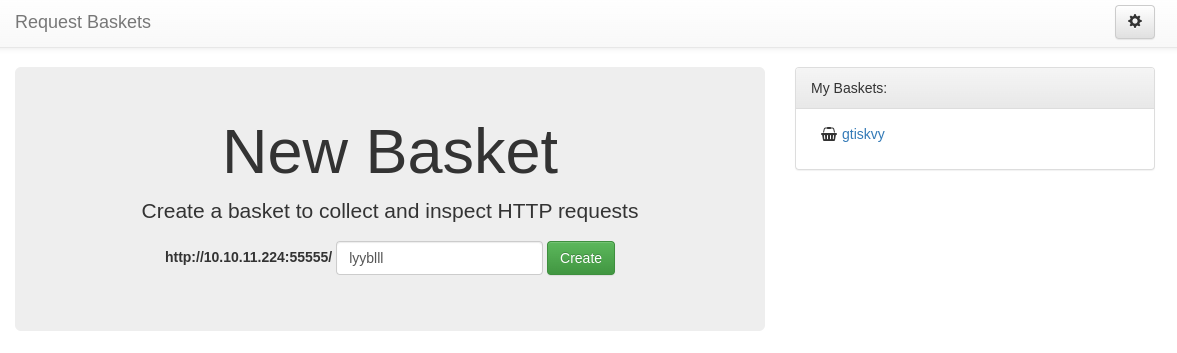 Request Baskets
New Basket
Create a basket to collect and inspect HTTP requests
http://10.10.11.224:55555/ lyyblll Create
My Baskets:
gtiskvy